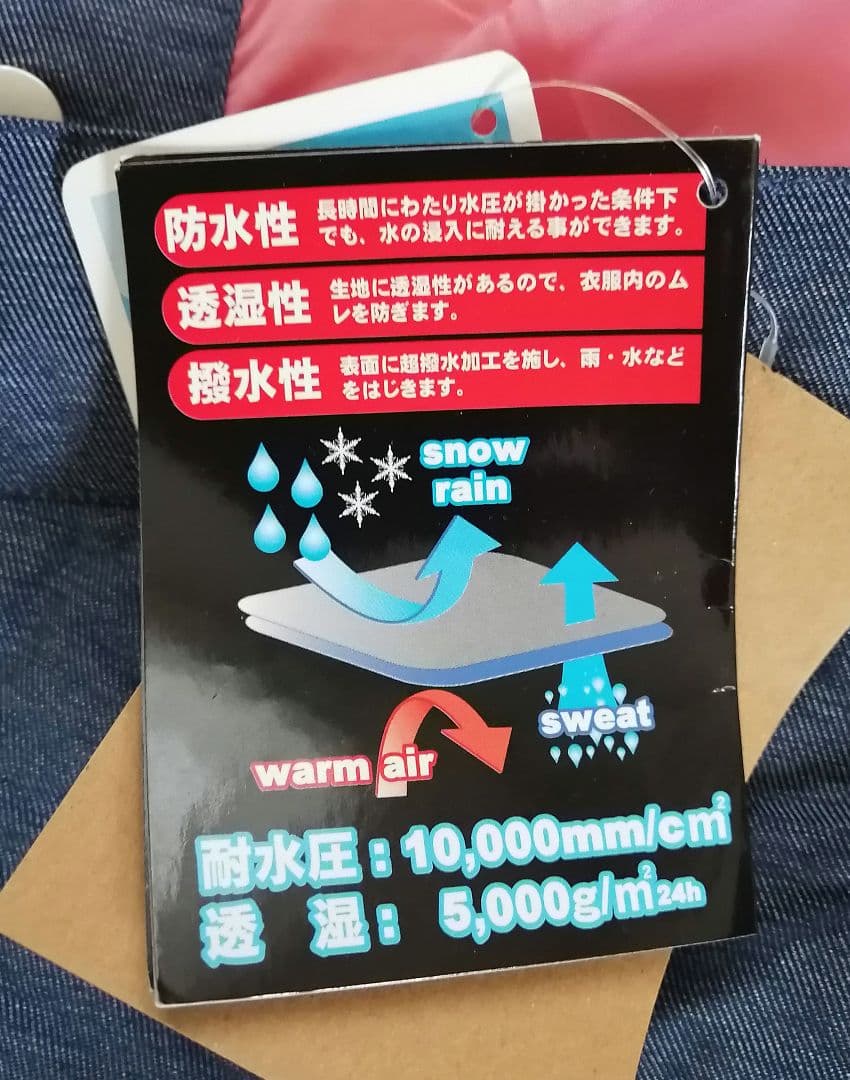 防水性
長時間にわたり水圧が掛かった条件下
でも、水の浸入に耐える事ができます。
透湿性
生地に透湿性があるので、衣服内のム
レを防ぎます。
撥水性
表面に超撥水加工を施し、雨・水など
をはじきます。
snow
rain
sweat
warm air
耐水圧：10,000mm/c㎡
透　湿： 5,000g/㎡24h